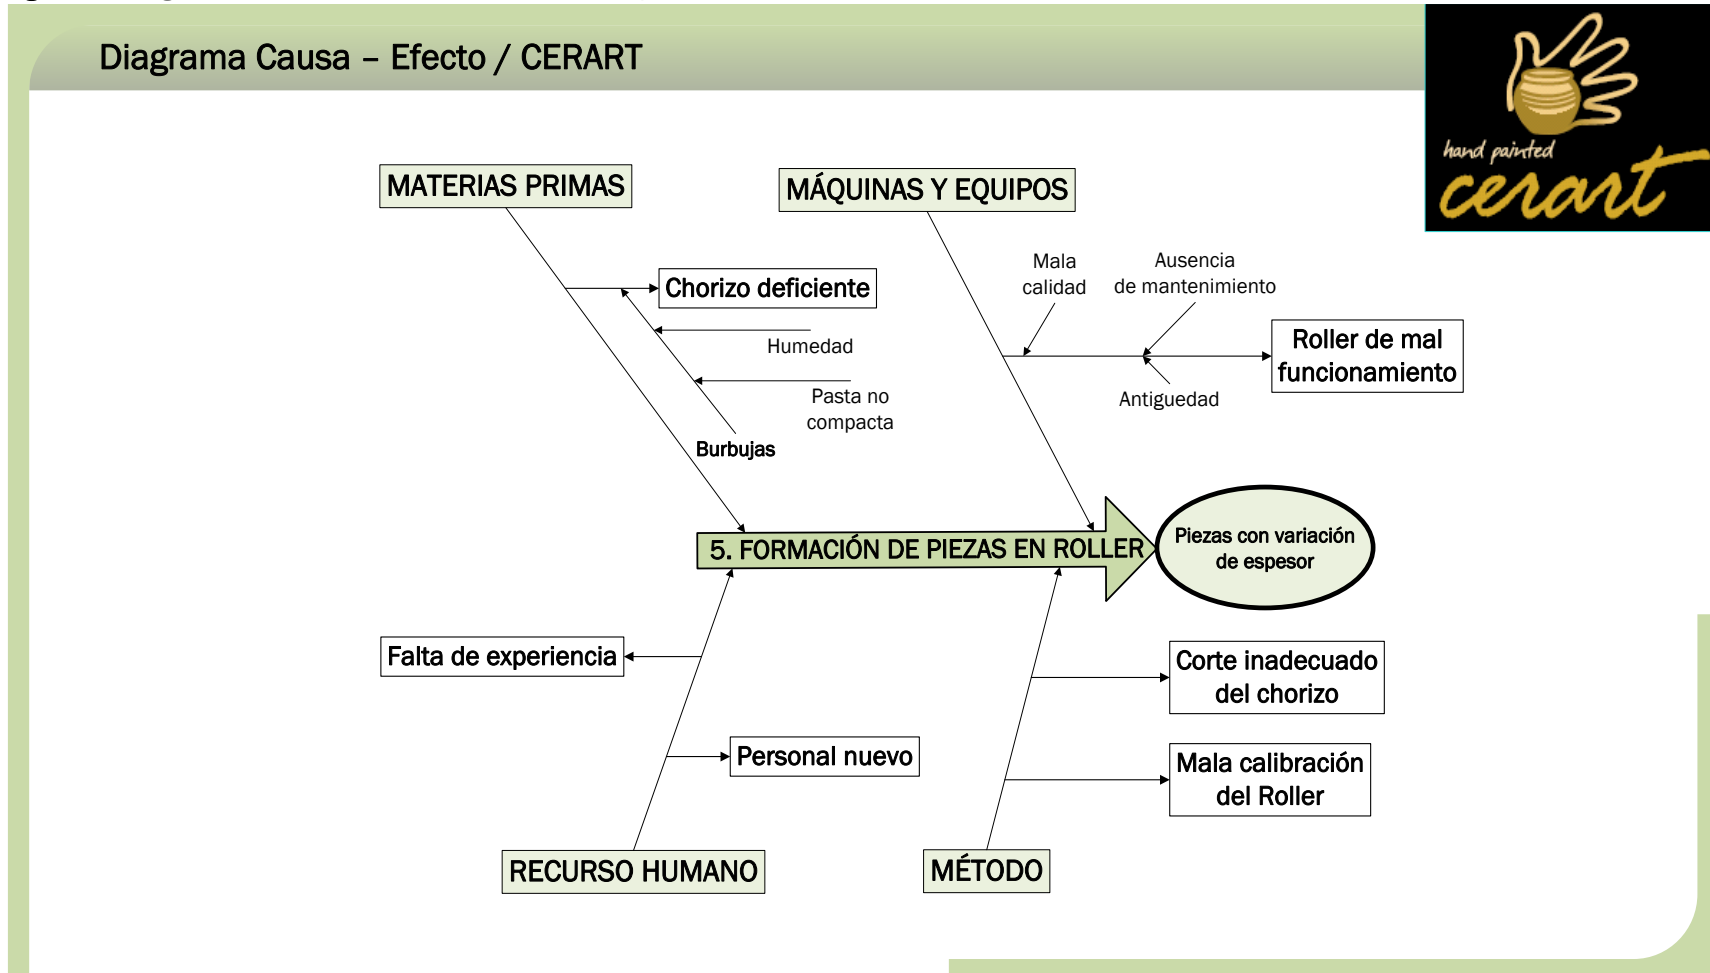 Diagrama Causa – Efecto / CERART
hand painted
cerart
MATERIAS PRIMAS
MÁQUINAS Y EQUIPOS
Chorizo deficiente
Humedad
Pasta no
compacta
Burbujas
Mala
calidad
Ausencia
de mantenimiento
Antiguedad
Roller de mal
funcionamiento
5. FORMACIÓN DE PIEZAS EN ROLLER
Piezas con variación
de espesor
Falta de experiencia
Personal nuevo
Corte inadecuado
del chorizo
Mala calibración
del Roller
RECURSO HUMANO
MÉTODO